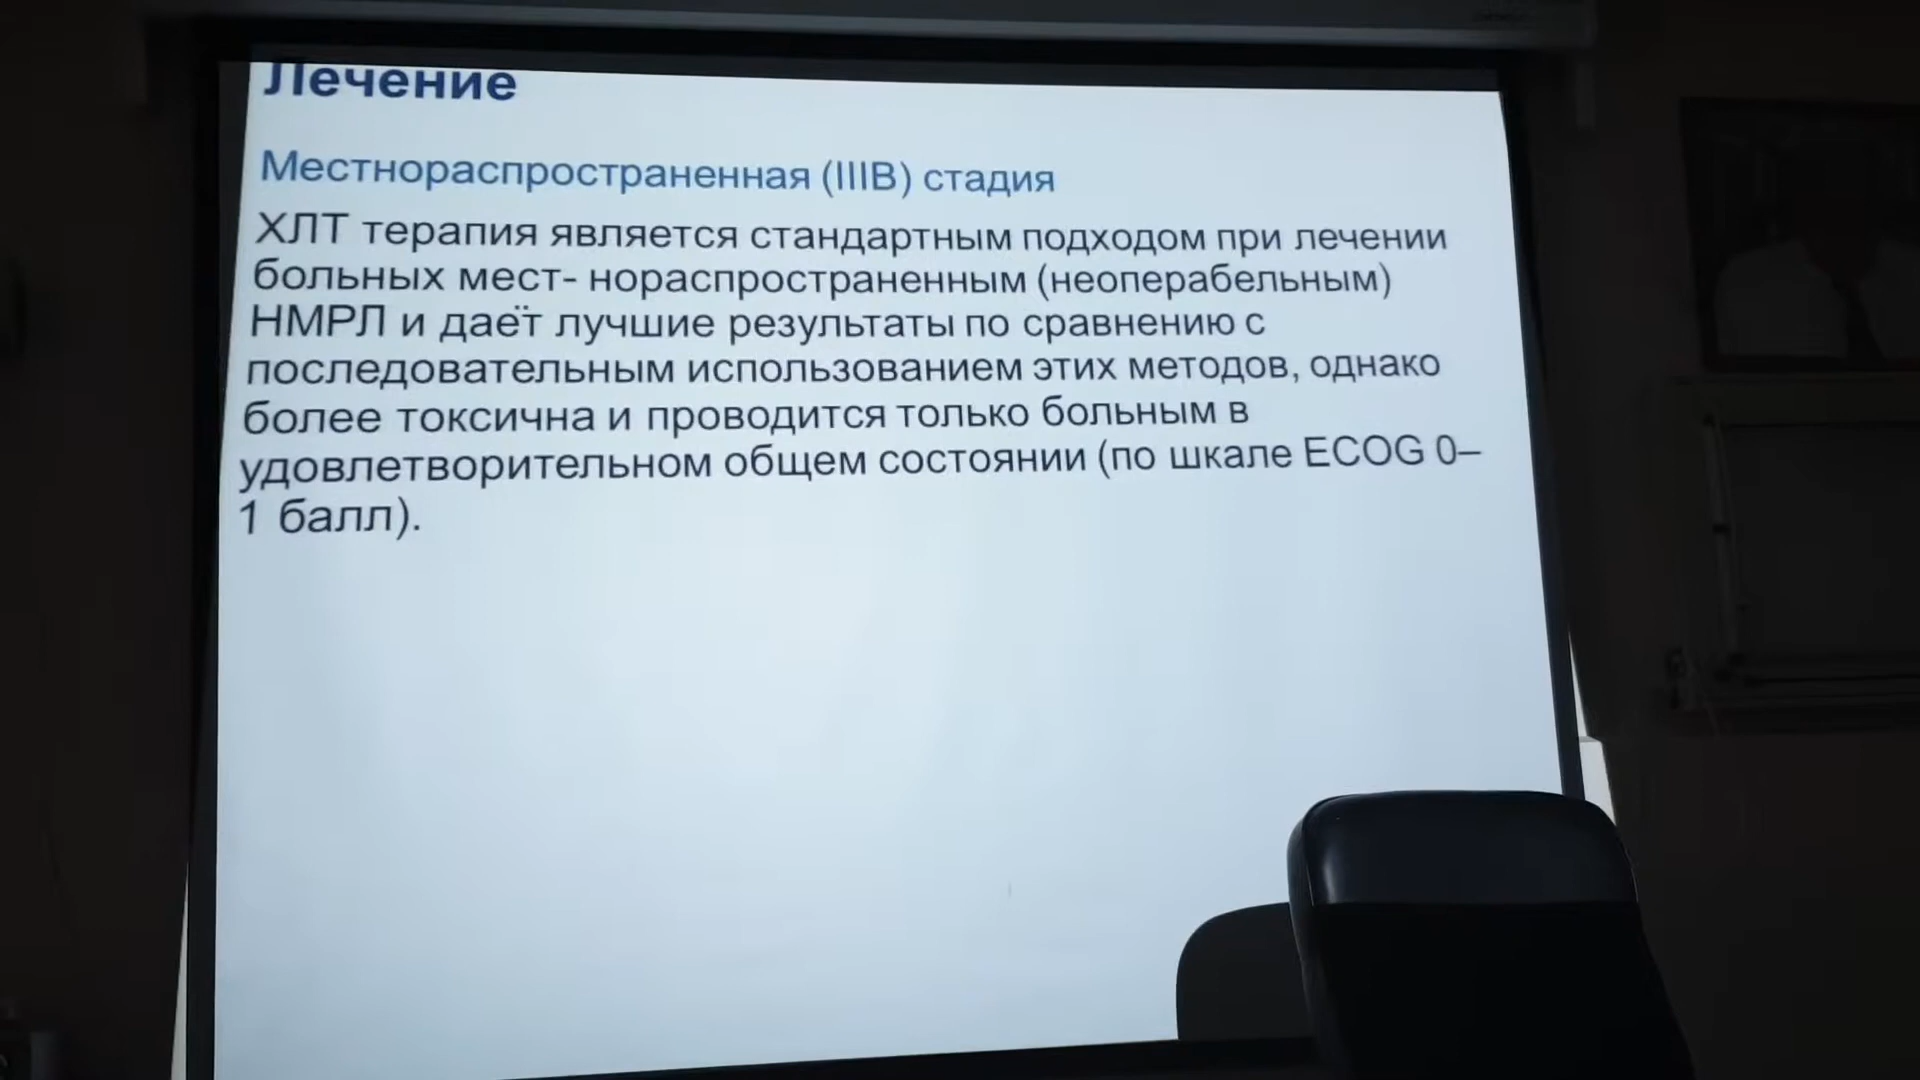 Лечение
Местнораспространенная (IIIB) стадия
ХЛТ терапия является стандартным подходом при лечении
больных мест- нораспространенным (неоперабельным)
НМРЛ и даёт лучшие результаты по сравнению с
последовательным использованием этих методов, однако
более токсична и проводится только больным в
удовлетворительном общем состоянии (по шкале ECOG 0–
1 балл).